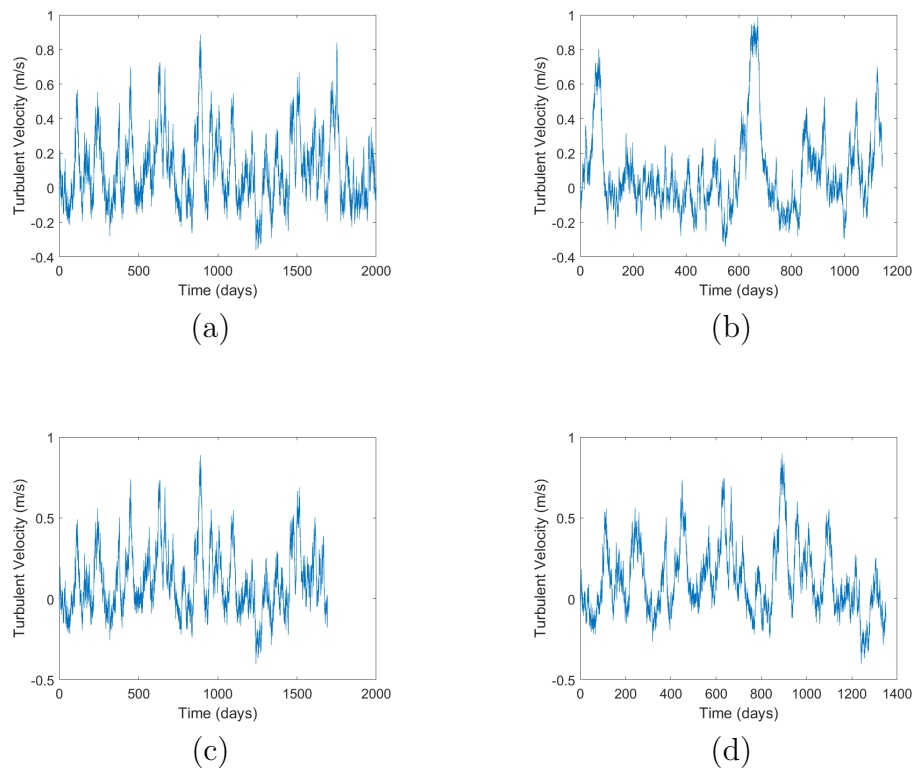 Turbulent Velocity (m/s)
1
0.8
0.6
0.4
0.2
0
-0.2
-0.4
0 500 1000 1500 2000
Time (days)
(a)
Turbulent Velocity (m/s)
1
0.8
0.6
0.4
0.2
0
-0.2
-0.4
0 200 400 600 800 1000 1200
Time (days)
(b)
Turbulent Velocity (m/s)
1
0.5
0
-0.5
0 500 1000 1500 2000
Time (days)
(c)
Turbulent Velocity (m/s)
1
0.5
0
-0.5
0 200 400 600 800 1000 1200 1400
Time (days)
(d)